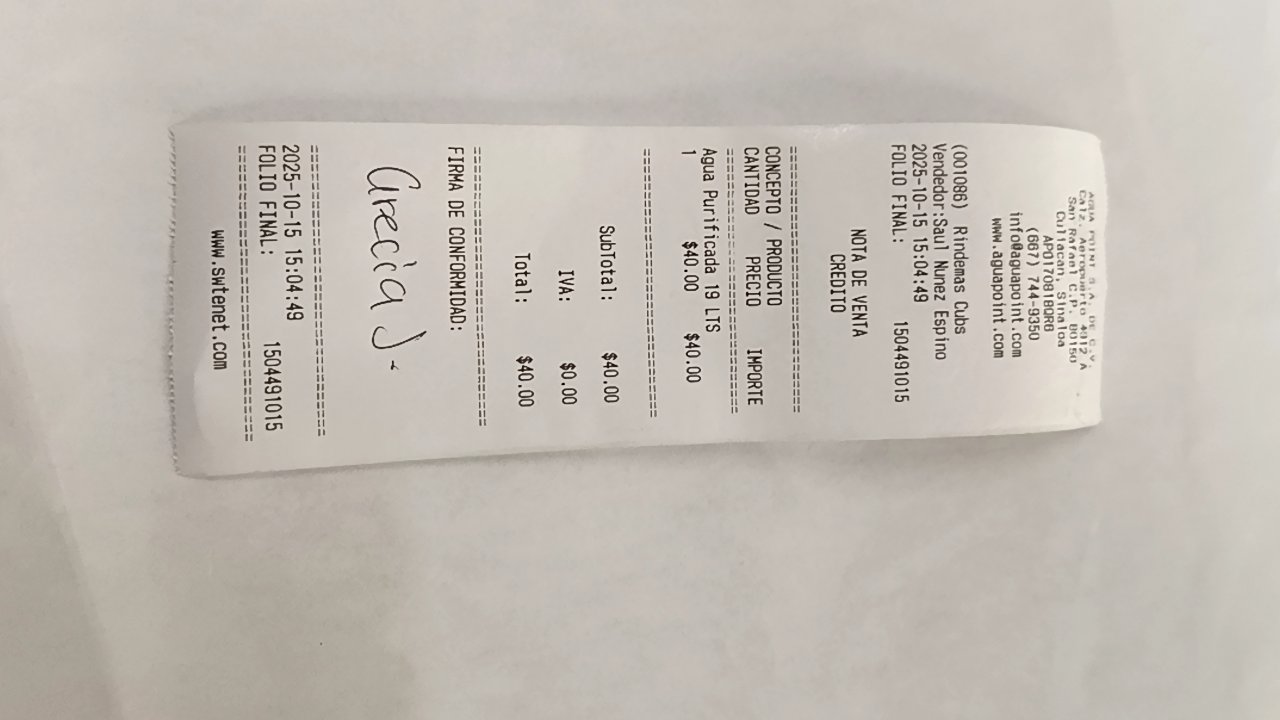 AQUA POINT S.A. DE C.V.
Calz. Aeropuerto 4912 A
San Rafael C.P. 80150
Culiacan, Sinaloa
APO170818QR8
(667) 744-9350
info@aguapoint.com
www.aguapoint.com
(001086) Rindemas Cubs
Vendedor:Saul Nunez Espino
2025-10-15 15:04:49
FOLIO FINAL: 1504491015
NOTA DE VENTA
CREDITO
==============================
CONCEPTO / PRODUCTO
CANTIDAD PRECIO IMPORTE
==============================
Agua Purificada 19 LTS
1 $40.00 $40.00
==============================
SubTotal: $40.00
IVA: $0.00
Total: $40.00
==============================
FIRMA DE CONFORMIDAD:
Grecia J.
==============================
2025-10-15 15:04:49
FOLIO FINAL: 1504491015
==============================
www.swtenet.com